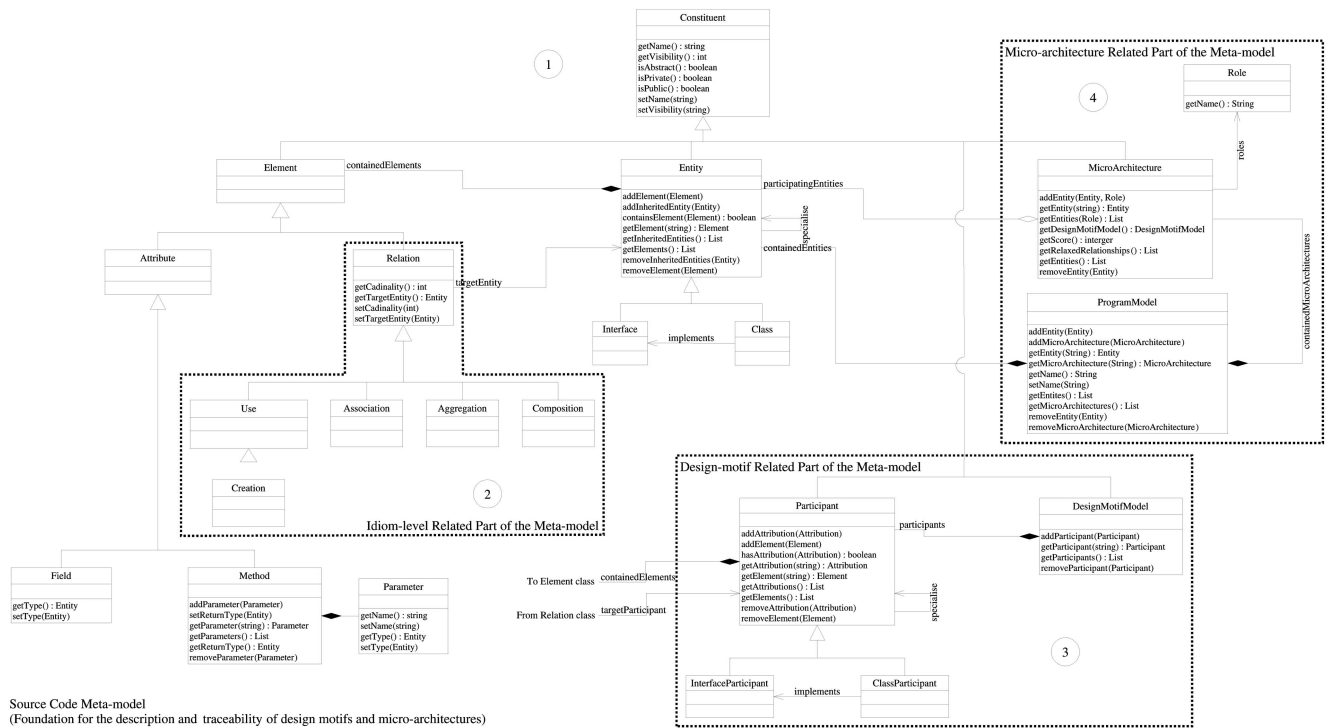 Constituent
getName() : string
getVisibility() : int
isAbstract() : boolean
isPrivate() : boolean
isPublic() : boolean
setName(string)
setVisibility(string)
1
Micro-architecture Related Part of the Meta-model
4
Role
getName() : String
roles
Element
containedElements
Entity
addElement(Element)
addInheritedEntity(Entity)
containsElement(Element) : boolean
getElement(string) : Element
getInheritedEntities() : List
getElements() : List
removeInheritedEntities(Entity)
removeElement(Element)
participatingEntities
specialise
containedEntities
MicroArchitecture
addEntity(Entity, Role)
getEntity(string) : Entity
getEntities(Role) : List
getDesignMotifModel() : DesignMotifModel
getScore() : interger
getRelaxedRelationships() : List
getEntities() : List
removeEntity(Entity)
containedMicroArchitectures
Attribute
Relation
getCadinality() : int
getTargetEntity() : Entity
setCadinality(int)
setTargetEntity(Entity)
targetEntity
Interface
implements
Class
ProgramModel
addEntity(Entity)
addMicroArchitecture(MicroArchitecture)
getEntity(String) : Entity
getMicroArchitecture(String) : MicroArchitecture
getName() : String
setName(String)
getEntites() : List
getMicroArchitectures() : List
removeEntity(Entity)
removeMicroArchitecture(MicroArchitecture)
Use
Association
Aggregation
Composition
Creation
2
Idiom-level Related Part of the Meta-model
Design-motif Related Part of the Meta-model
Participant
addAttribution(Attribution)
addElement(Element)
hasAttribution(Attribution) : boolean
getAttribution(string) : Attribution
getElement(string) : Element
getAttributions() : List
getElements() : List
removeAttribution(Attribution)
removeElement(Element)
participants
DesignMotifModel
addParticipant(Participant)
getParticipant(string) : Participant
getParticipants() : List
removeParticipant(Participant)
To Element class
containedElements
From Relation class
targetParticipant
specialise
Field
getType() : Entity
setType(Entity)
Method
addParameter(Parameter)
setReturnType(Entity)
getParameter(string) : Parameter
getParameters() : List
getReturnType() : Entity
removeParameter(Parameter)
Parameter
getName() : string
setName(string)
getType() : Entity
setType(Entity)
3
InterfaceParticipant
implements
ClassParticipant
Source Code Meta-model
(Foundation for the description and traceability of design motifs and micro-architectures)